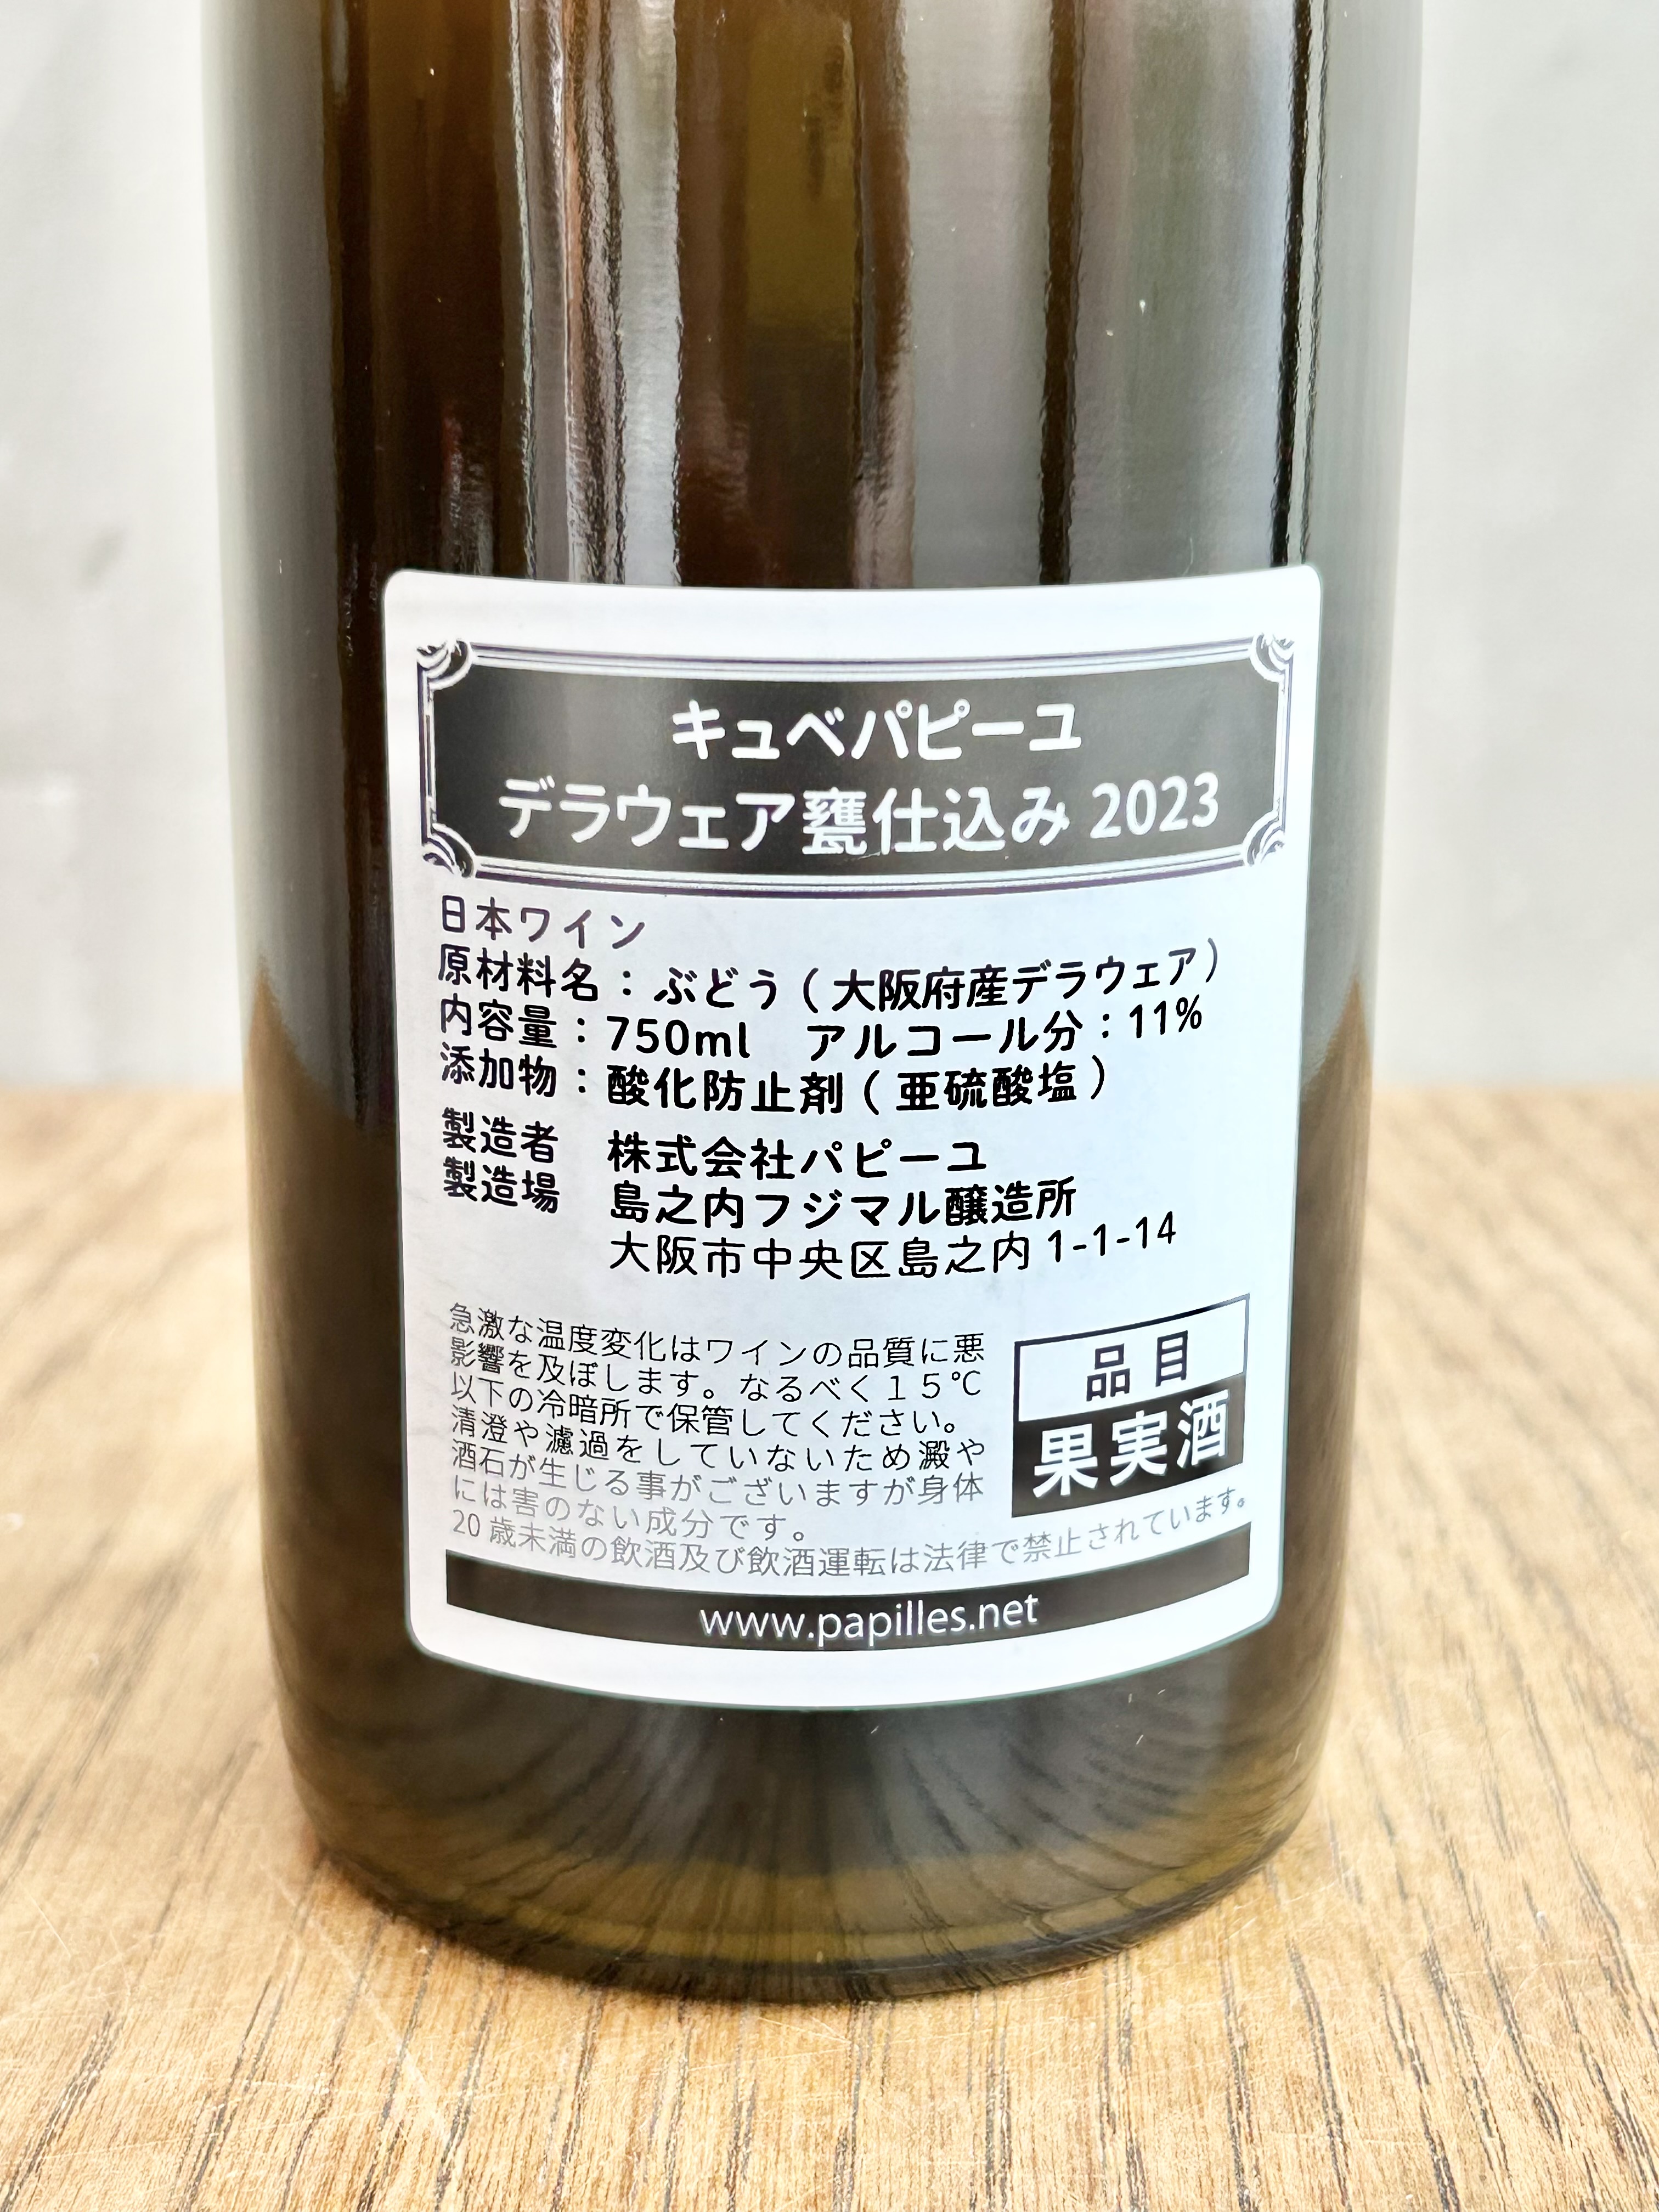 キュベパピーユ
デラウェア甕仕込み 2023
日本ワイン
原材料名：ぶどう（大阪府産デラウェア）
内容量：750ml　アルコール分：11%
添加物：酸化防止剤（亜硫酸塩）
製造者　株式会社パピーユ
製造場　島之内フジマル醸造所
大阪市中央区島之内 1-1-14
急激な温度変化はワインの品質に悪
影響を及ぼします。なるべく１５℃
以下の冷暗所で保管してください。
清澄や濾過をしていないため澱や
酒石が生じる事がございますが身体
には害のない成分です。
品目
果実酒
20 歳未満の飲酒及び飲酒運転は法律で禁止されています。
www.papilles.net